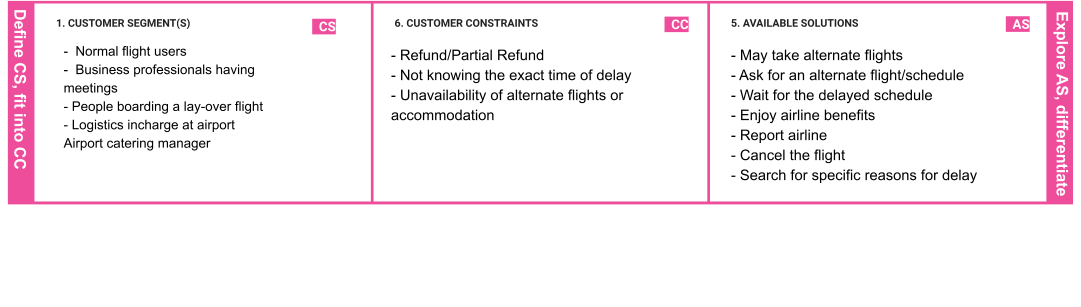 Define CS, fit into CC
1. CUSTOMER SEGMENT(S)
CS
- Normal flight users
- Business professionals having
meetings
- People boarding a lay-over flight
- Logistics incharge at airport
Airport catering manager
6. CUSTOMER CONSTRAINTS
CC
- Refund/Partial Refund
- Not knowing the exact time of delay
- Unavailability of alternate flights or
accommodation
5. AVAILABLE SOLUTIONS
AS
- May take alternate flights
- Ask for an alternate flight/schedule
- Wait for the delayed schedule
- Enjoy airline benefits
- Report airline
- Cancel the flight
- Search for specific reasons for delay
Explore AS, differentiate